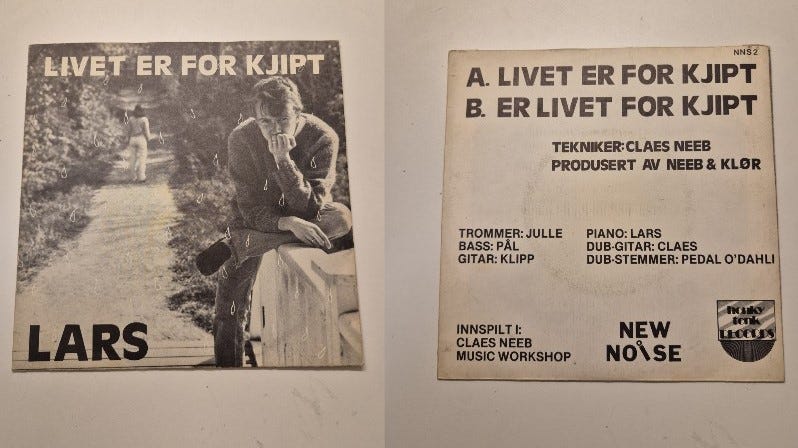 LIVET ER FOR KJIPT
LARS
NNS 2
A. LIVET ER FOR KJIPT
B. ER LIVET FOR KJIPT
TEKNIKER: CLAES NEEB
PRODUSERT AV NEEB & KLØR
TROMMER: JULLE
BASS: PÅL
GITAR: KLIPP
PIANO: LARS
DUB-GITAR: CLAES
DUB-STEMMER: PEDAL O'DAHLI
INNSPILT I:
CLAES NEEB
MUSIC WORKSHOP
NEW
NOISE
honky
tonk
RECORDS